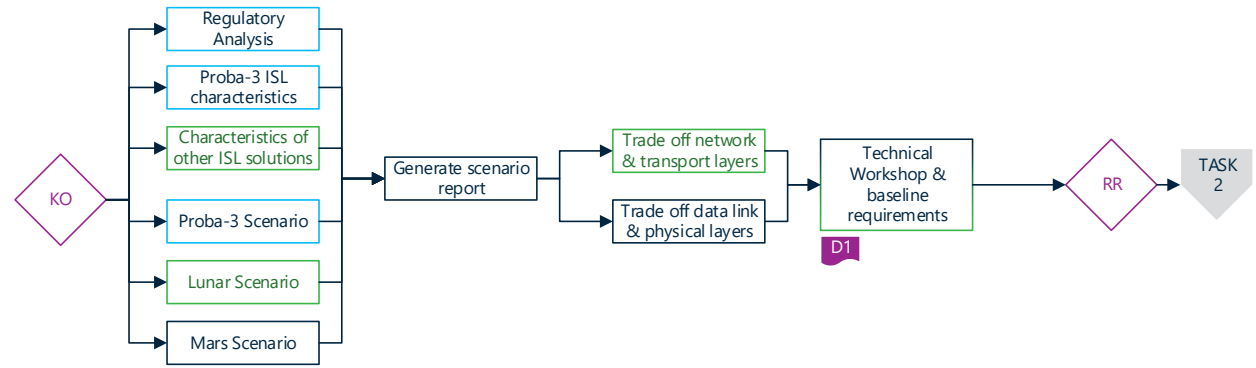 KO
Regulatory
Analysis
Proba-3 ISL
characteristics
Characteristics of
other ISL solutions
Proba-3 Scenario
Lunar Scenario
Mars Scenario
Generate scenario
report
Trade off network
& transport layers
Trade off data link
& physical layers
Technical
Workshop &
baseline
requirements
D1
RR
TASK
2